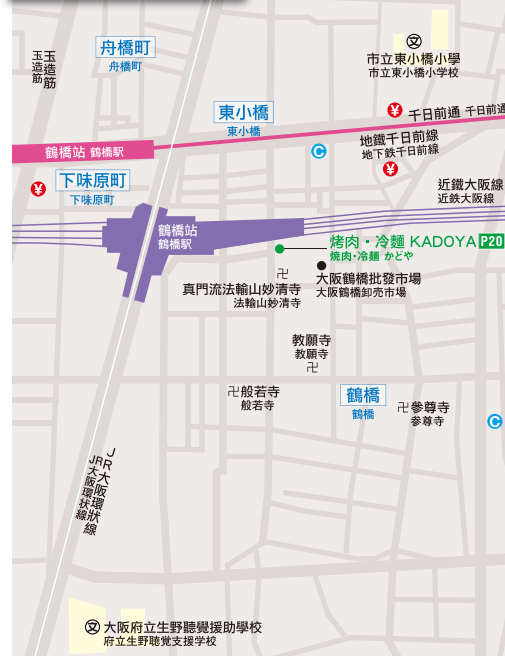 舟橋町
舟橋町
玉造筋
玉造筋
文
市立東小橋小學
市立東小橋小学校
東小橋
東小橋
¥
千日前通 千日前通
地鐵千日前線
地下鉄千日前線
鶴橋站 鶴橋駅
C
¥
¥
下味原町
下味原町
近鐵大阪線
近鉄大阪線
鶴橋站
鶴橋駅
烤肉・冷麵 KADOYA P20
焼肉・冷麺 かどや
卍
大阪鶴橋批發市場
大阪鶴橋卸売市場
真門流法輪山妙清寺
法輪山妙清寺
教願寺
教願寺
卍
卍般若寺
般若寺
鶴橋
鶴橋
卍參尊寺
参尊寺
C
JR大阪環狀線
JR大阪環状線
文 大阪府立生野聽覺援助學校
府立生野聴覚支援学校